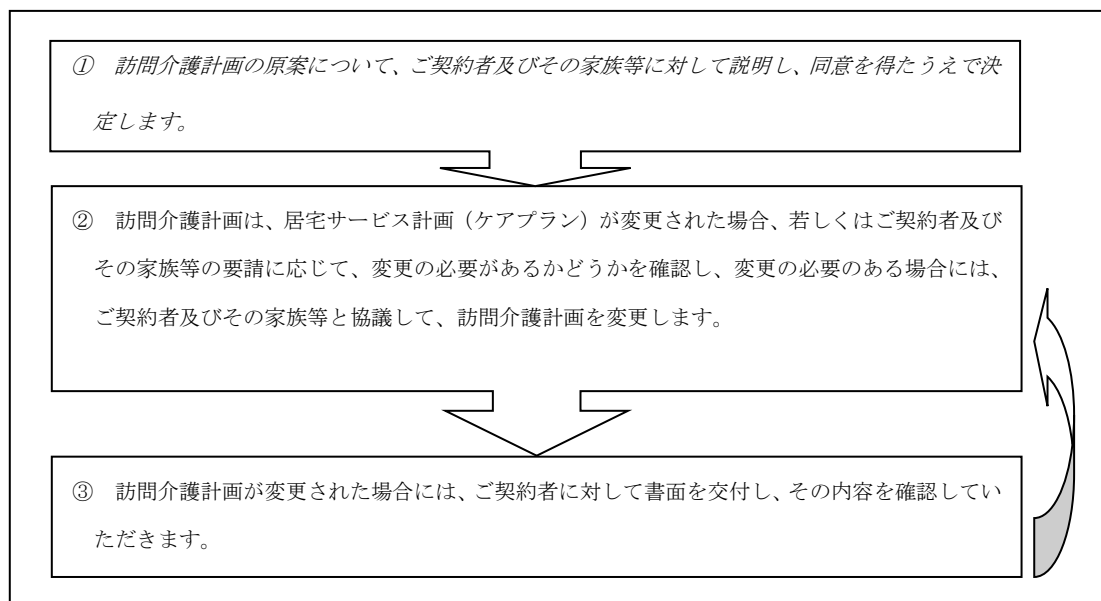 ①　訪問介護計画の原案について、ご契約者及びその家族等に対して説明し、同意を得たうえで決
定します。
②　訪問介護計画は、居宅サービス計画（ケアプラン）が変更された場合、若しくはご契約者及び
その家族等の要請に応じて、変更の必要があるかどうかを確認し、変更の必要のある場合には、
ご契約者及びその家族等と協議して、訪問介護計画を変更します。
③　訪問介護計画が変更された場合には、ご契約者に対して書面を交付し、その内容を確認してい
ただきます。